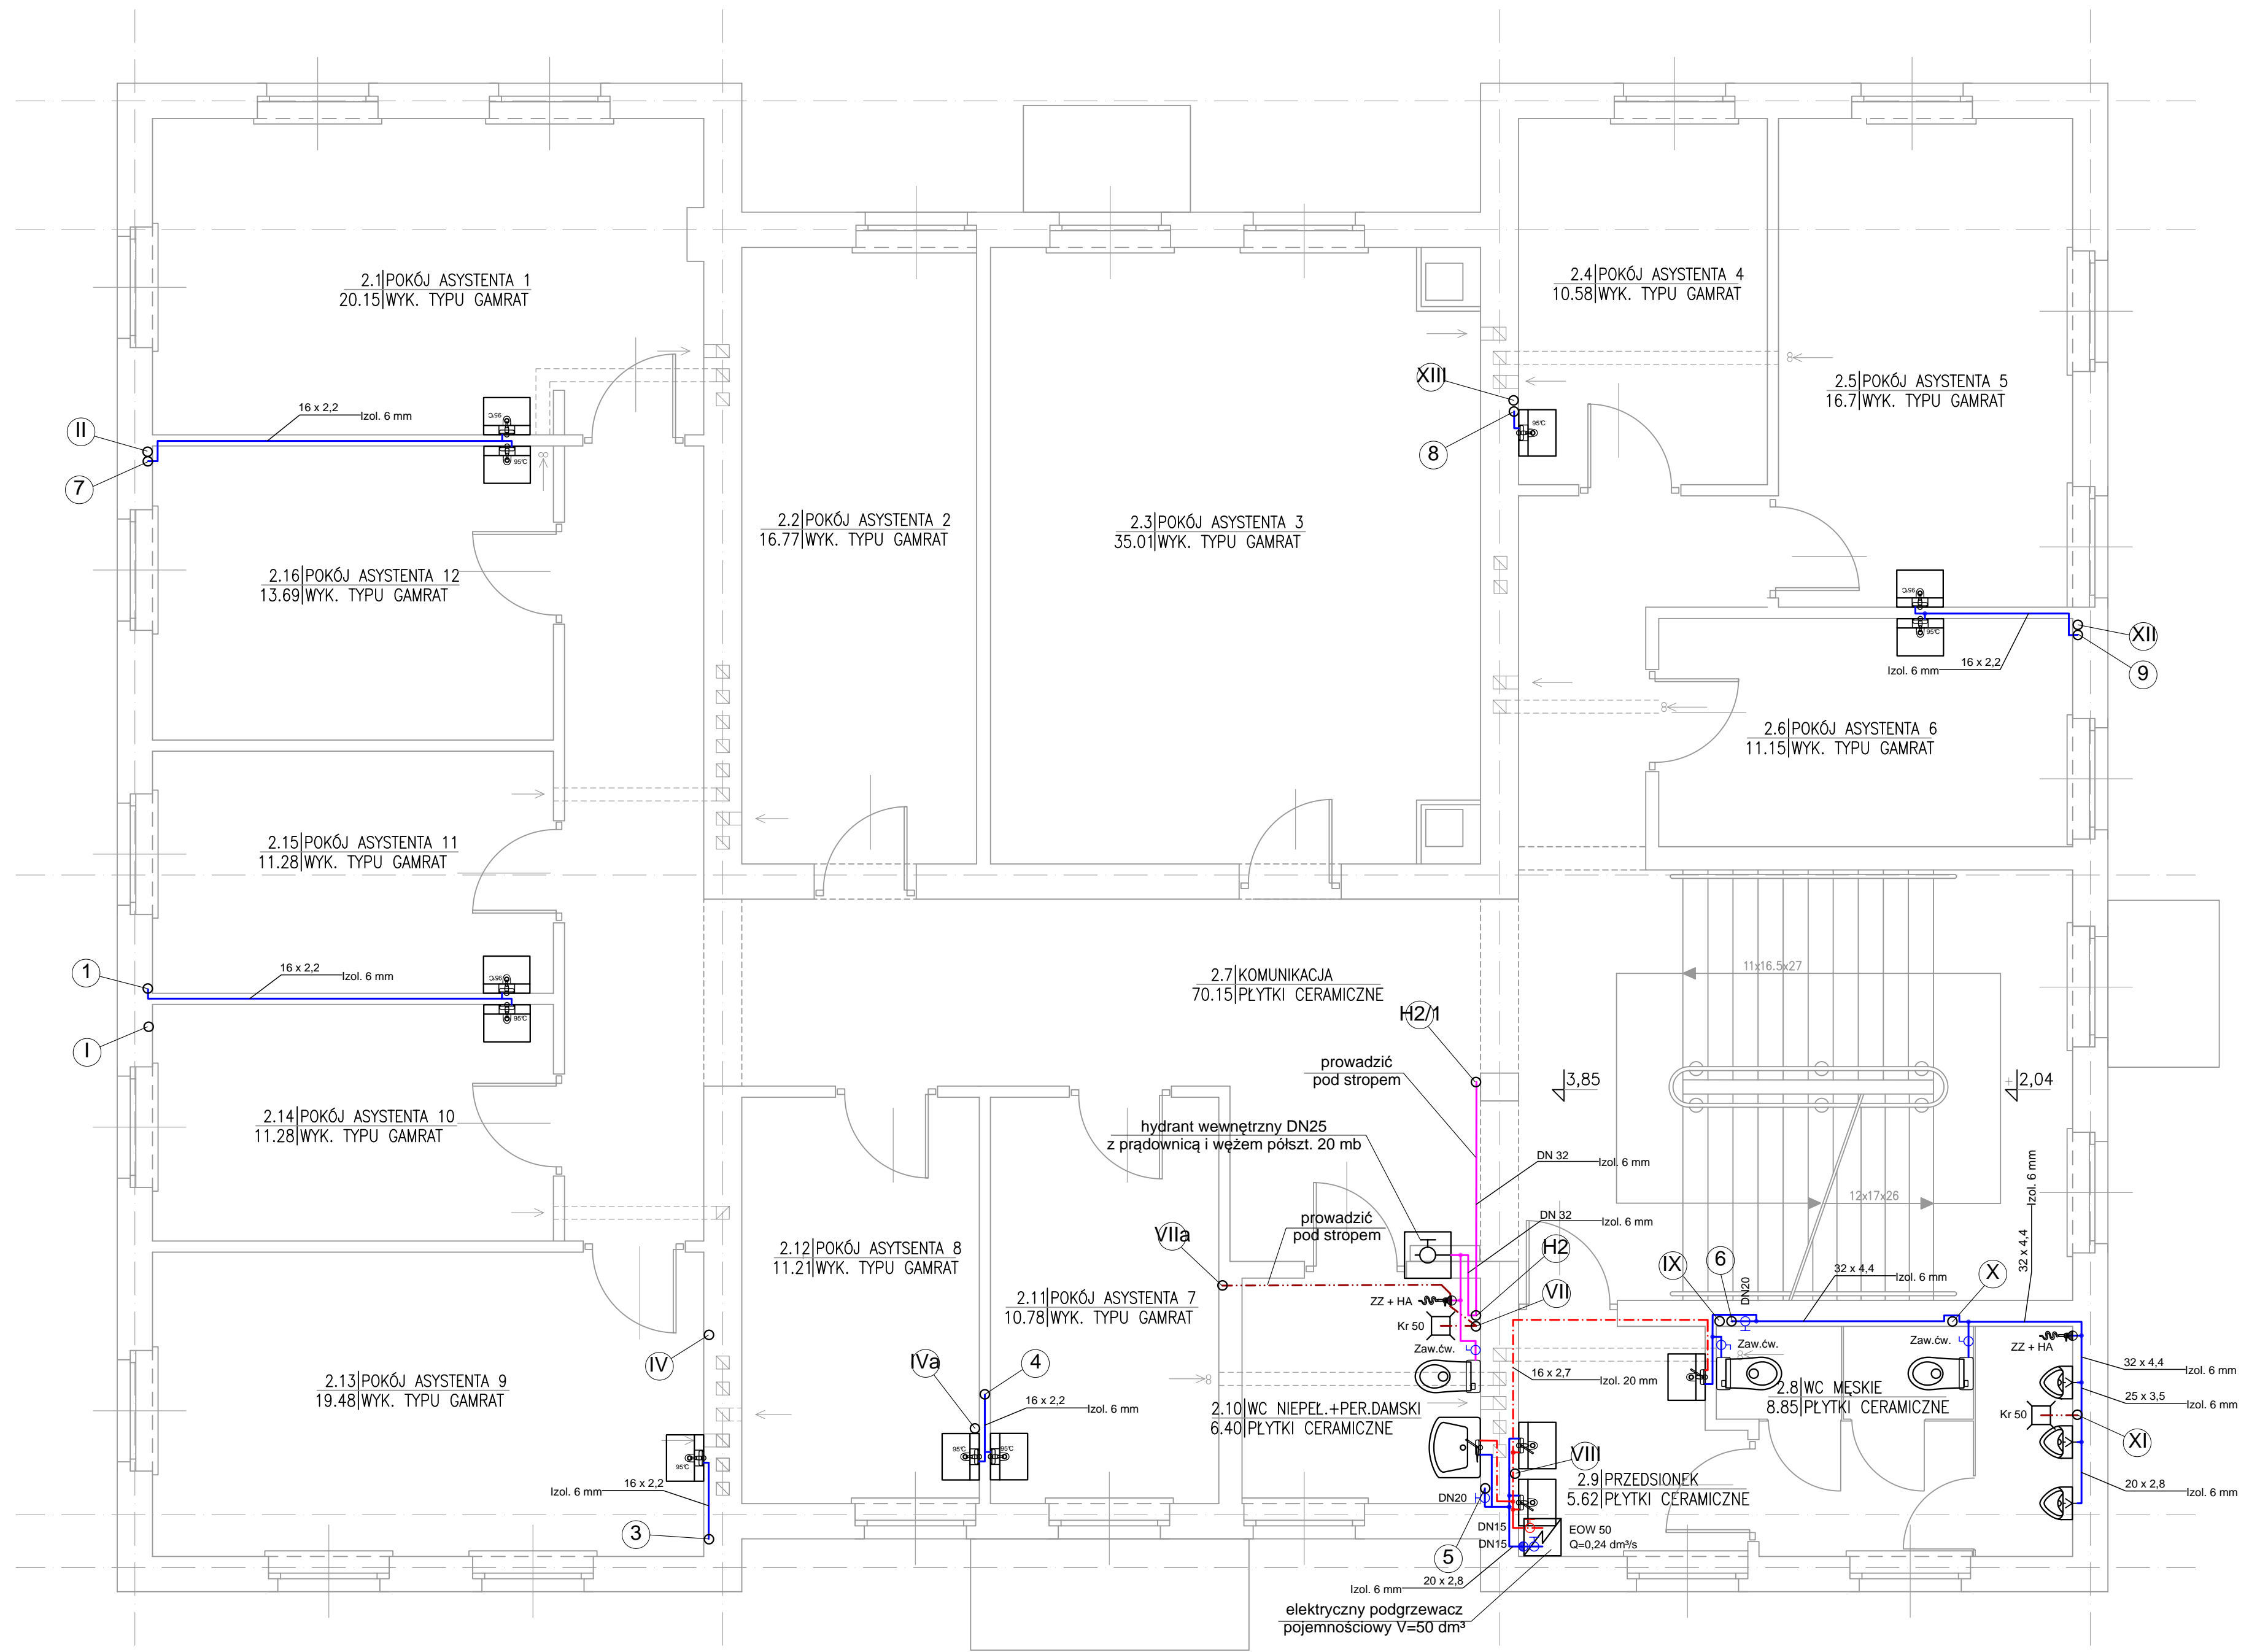 2.1 POKÓJ ASYSTENTA 1
20.15 WYK. TYPU GAMRAT
2.4 POKÓJ ASYSTENTA 4
10.58 WYK. TYPU GAMRAT
XIII
8
95°C
2.5 POKÓJ ASYSTENTA 5
16.7 WYK. TYPU GAMRAT
II
7
16 x 2,2
Izol. 6 mm
95°C
95°C
2.2 POKÓJ ASYSTENTA 2
16.77 WYK. TYPU GAMRAT
2.3 POKÓJ ASYSTENTA 3
35.01 WYK. TYPU GAMRAT
2.16 POKÓJ ASYSTENTA 12
13.69 WYK. TYPU GAMRAT
95°C
95°C
XII
9
Izol. 6 mm
16 x 2,2
2.6 POKÓJ ASYSTENTA 6
11.15 WYK. TYPU GAMRAT
2.15 POKÓJ ASYSTENTA 11
11.28 WYK. TYPU GAMRAT
1
I
16 x 2,2
Izol. 6 mm
95°C
95°C
2.7 KOMUNIKACJA
70.15 PŁYTKI CERAMICZNE
11x16.5x27
H2/1
prowadzić
pod stropem
3,85
+ 2,04
2.14 POKÓJ ASYSTENTA 10
11.28 WYK. TYPU GAMRAT
hydrant wewnętrzny DN25
z prądownicą i wężem półszt. 20 mb
DN 32
Izol. 6 mm
12x17x26
DN 32
Izol. 6 mm
prowadzić
pod stropem
VIIa
H2
VII
2.12 POKÓJ ASYTSENTA 8
11.21 WYK. TYPU GAMRAT
2.11 POKÓJ ASYSTENTA 7
10.78 WYK. TYPU GAMRAT
ZZ + HA
Kr 50
Zaw.ćw.
IX
6
DN20
32 x 4,4
Izol. 6 mm
X
32 x 4,4
Izol. 6 mm
Zaw.ćw.
Zaw.ćw.
ZZ + HA
32 x 4,4
Izol. 6 mm
25 x 3,5
Izol. 6 mm
Kr 50
XI
20 x 2,8
Izol. 6 mm
IV
IVa
4
2.13 POKÓJ ASYSTENTA 9
19.48 WYK. TYPU GAMRAT
16 x 2,2
Izol. 6 mm
16 x 2,7
Izol. 20 mm
2.8 WC MĘSKIE
8.85 PŁYTKI CERAMICZNE
2.10 WC NIEPEŁ.+PER.DAMSKI
6.40 PŁYTKI CERAMICZNE
95°C
95°C
95°C
Izol. 6 mm
16 x 2,2
3
VIII
2.9 PRZEDSIONEK
5.62 PŁYTKI CERAMICZNE
DN20
DN15
DN15
EOW 50
Q=0,24 dm³/s
5
Izol. 6 mm
20 x 2,8
elektryczny podgrzewacz
pojemnościowy V=50 dm³